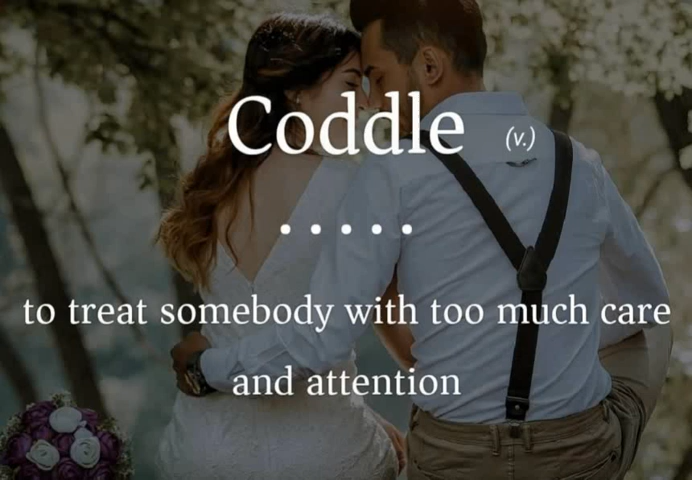 Coddle (v.)
.....
to treat somebody with too much care
and attention